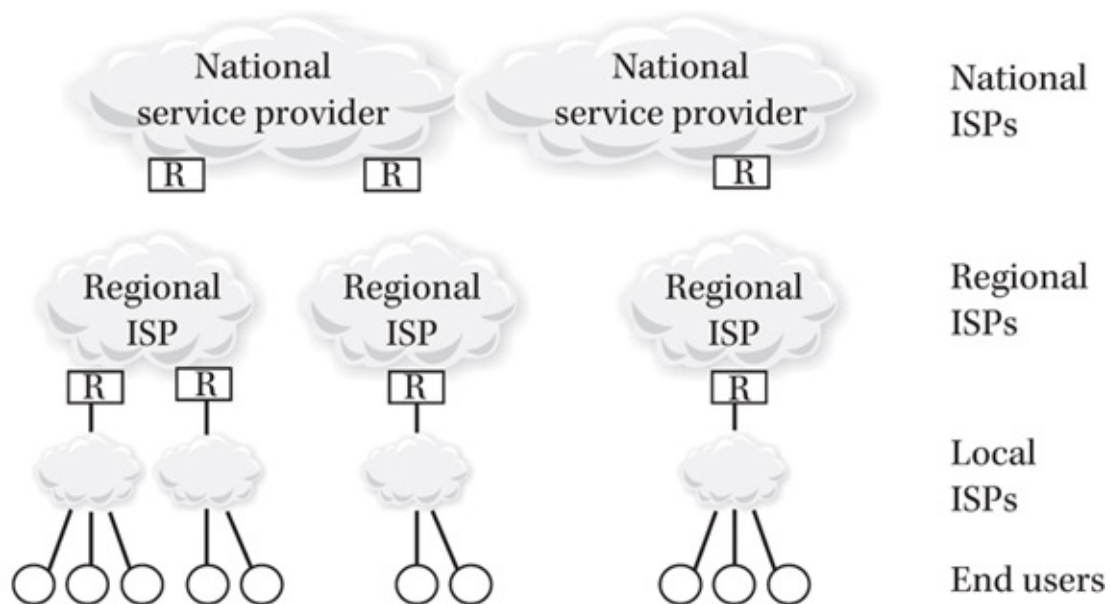 National
service provider
National
service provider
National
ISPs
R
R
R
Regional
ISP
Regional
ISP
Regional
ISP
Regional
ISPs
R
R
R
R
Local
ISPs
End users